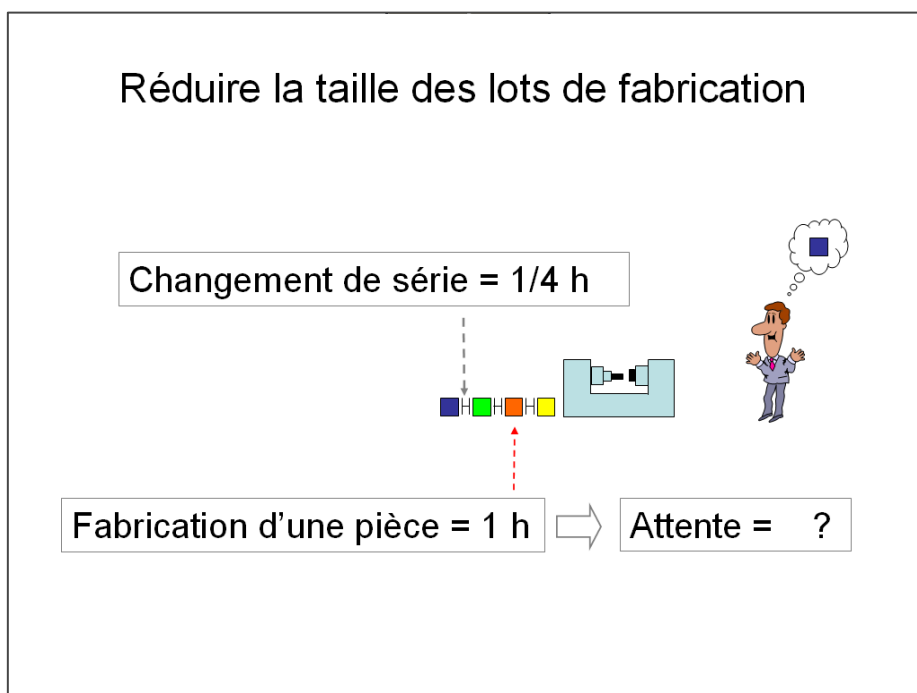 Réduire la taille des lots de fabrication
Changement de série = 1/4 h
Fabrication d’une pièce = 1 h
Attente = ?